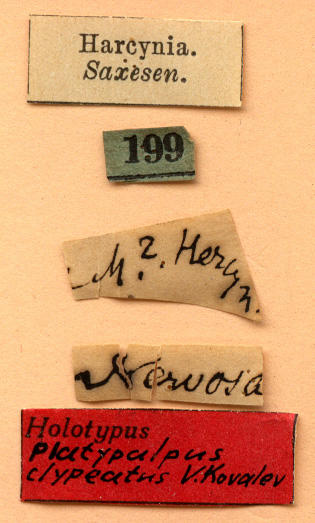 Harcynia.
Saxesen.
199
M. ? Hercyn.
Nervosa
Holotypus
Platypalpus
clypeatus V. Kovalev